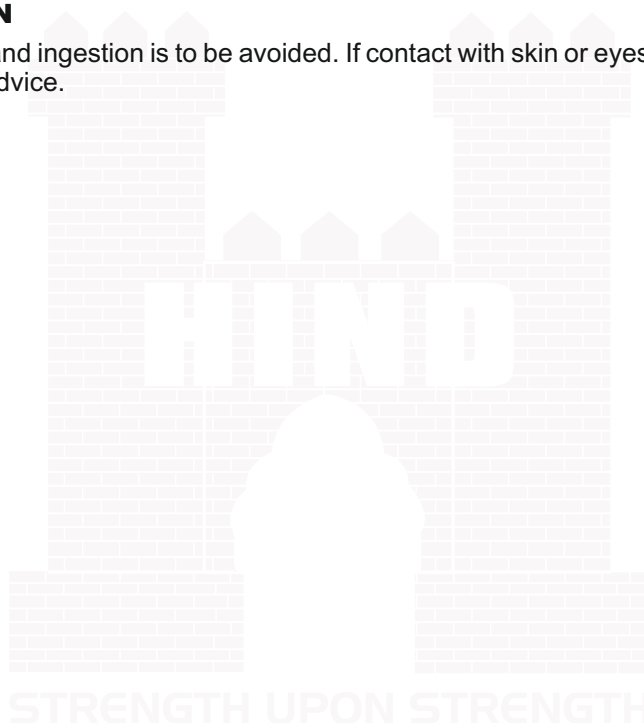 N
nd ingestion is to be avoided. If contact with skin or eyes
dvice.
HIND
STRENGTH UPON STRENGTH